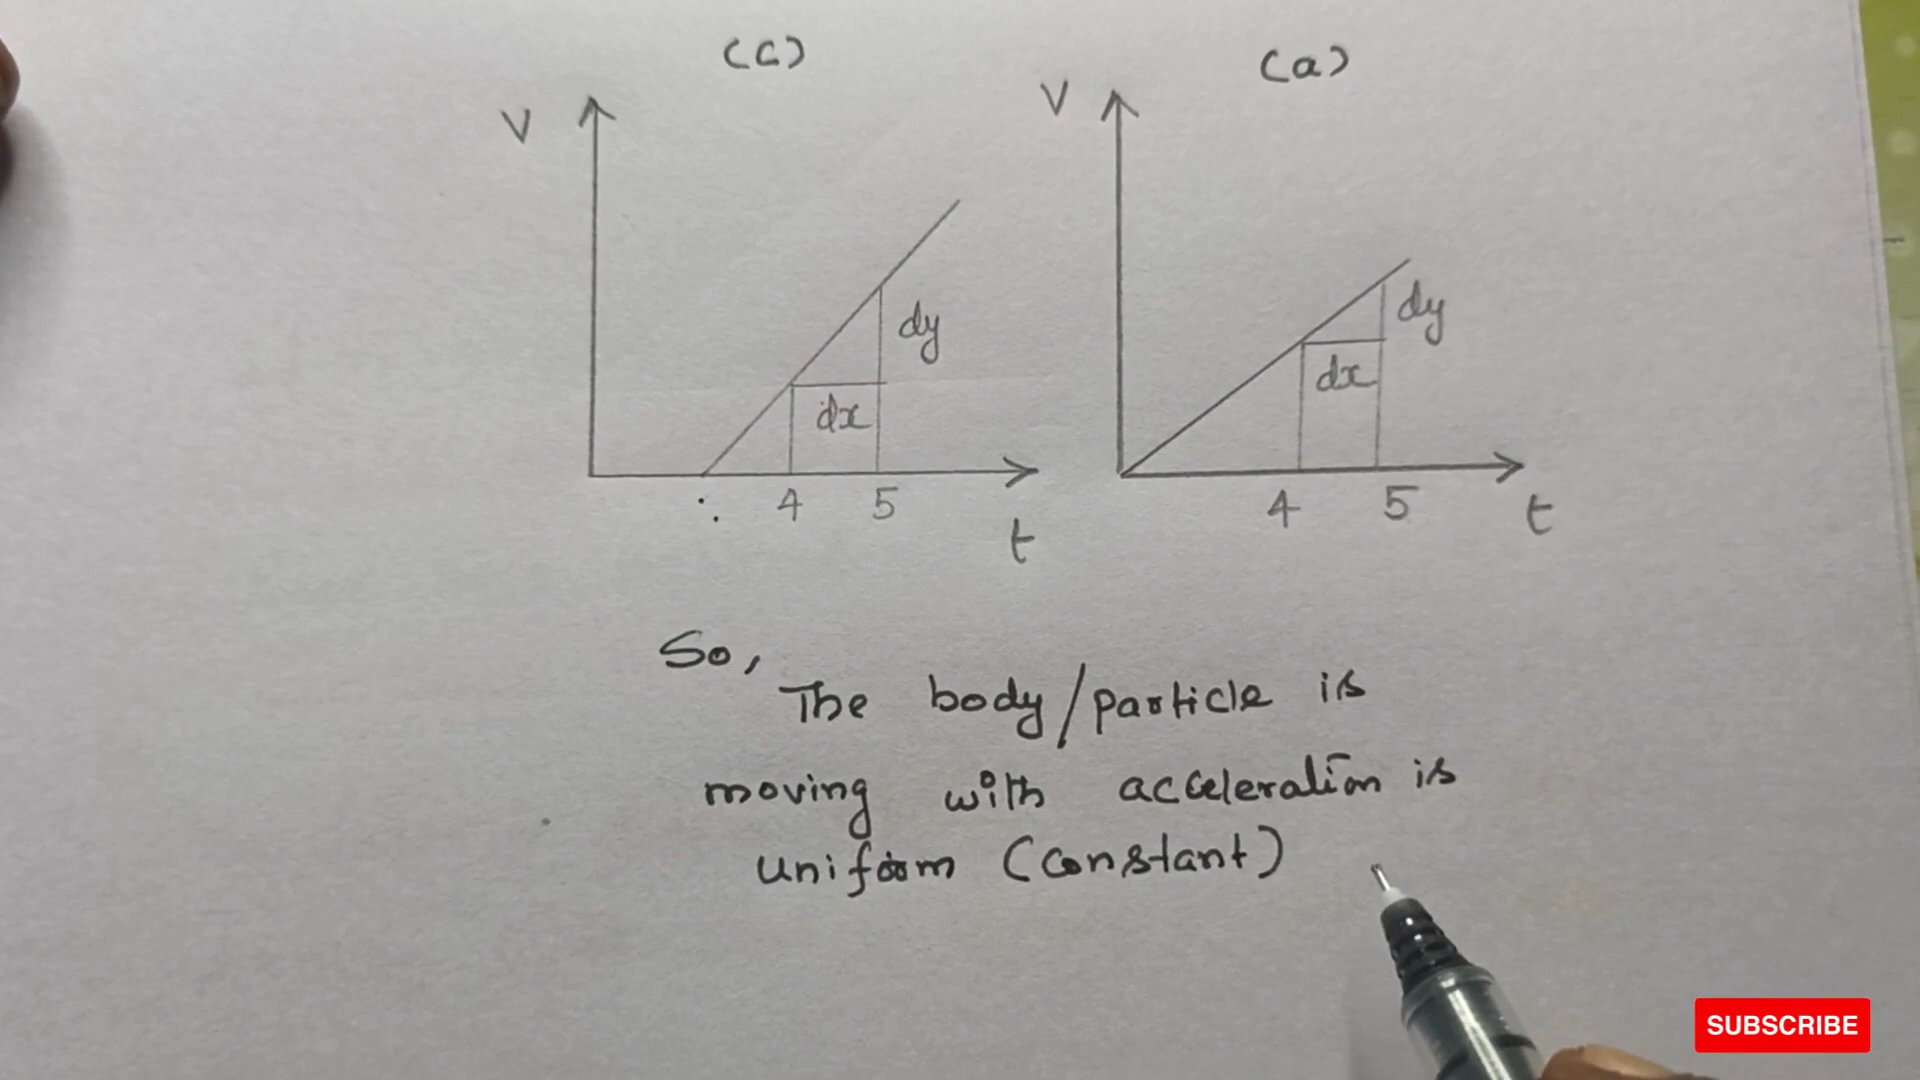 (C) (a)
V V
dy dy
dx dx
4 5 4 5
t t
So,
The body/particle is
moving with acceleration is
uniform (constant)
SUBSCRIBE